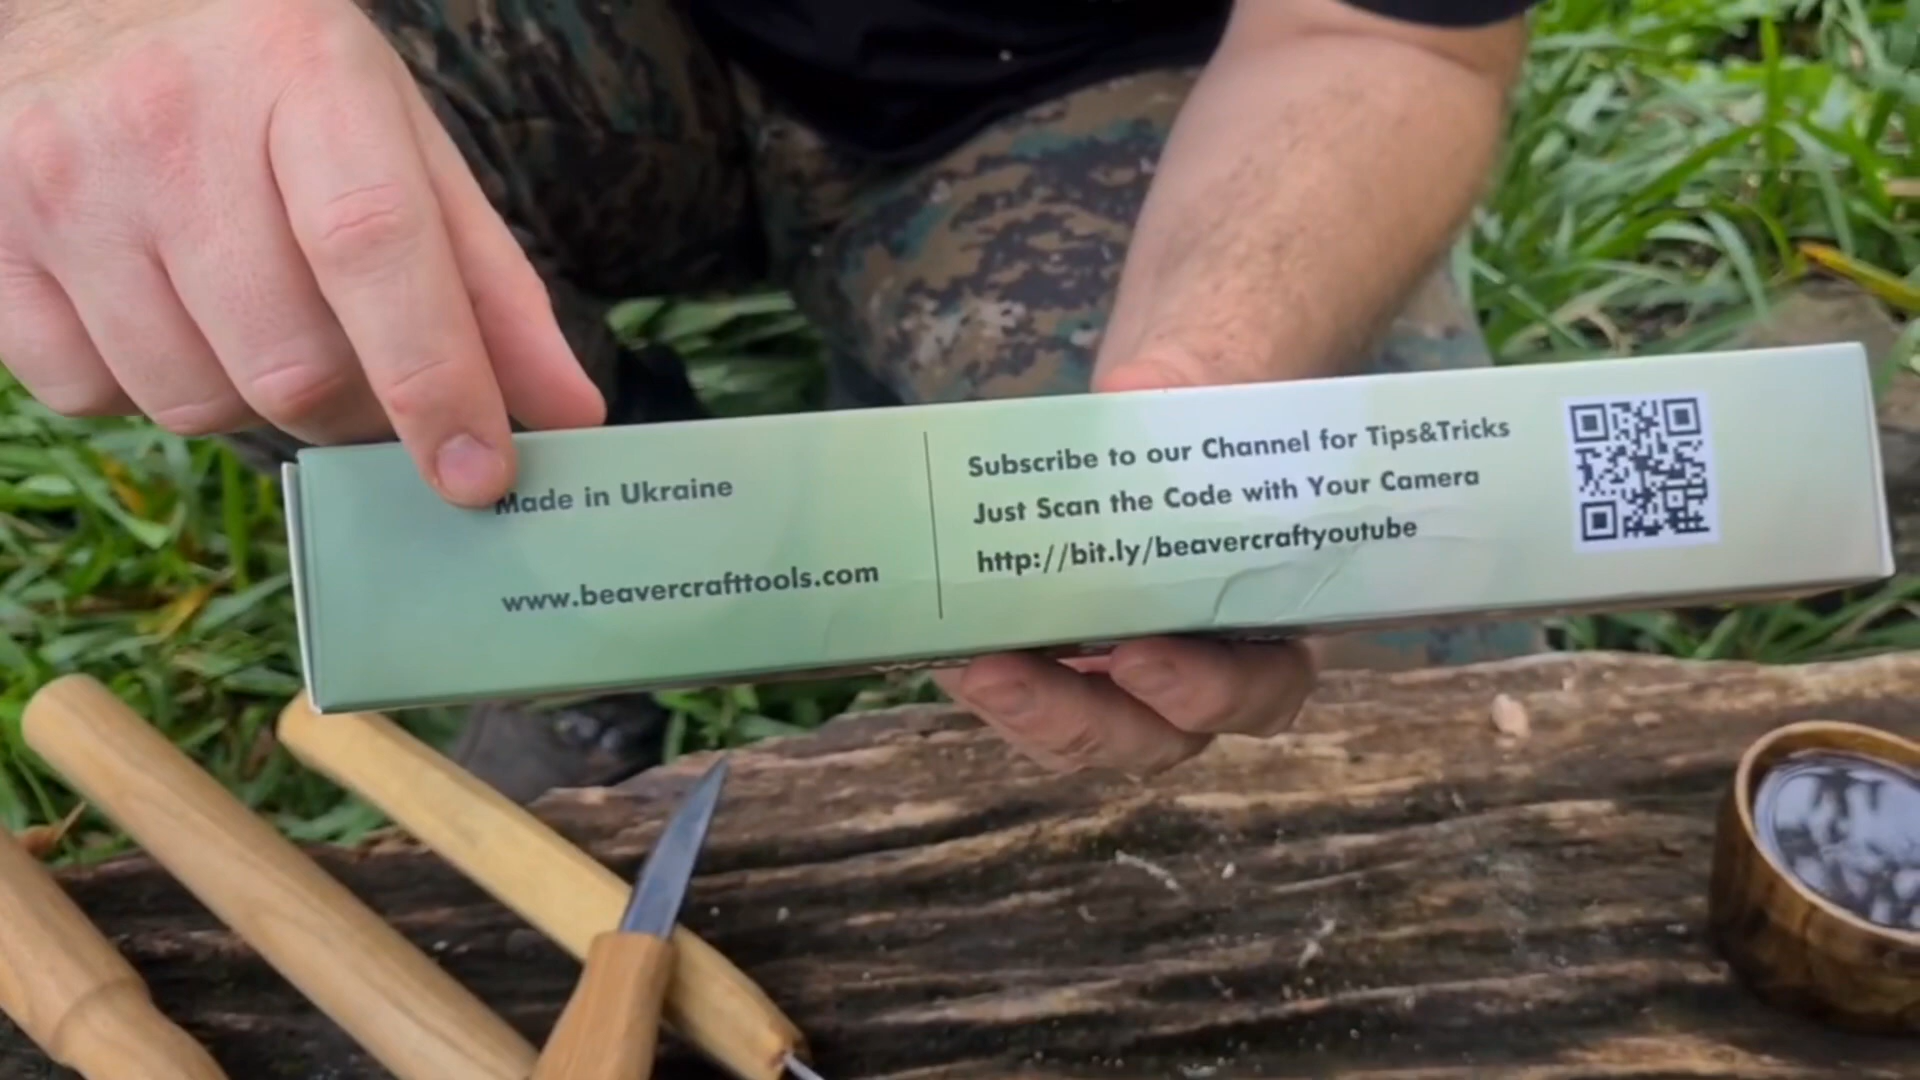 Made in Ukraine
www.beavercrafttools.com
Subscribe to our Channel for Tips&Tricks
Just Scan the Code with Your Camera
http://bit.ly/beavercraftyoutube